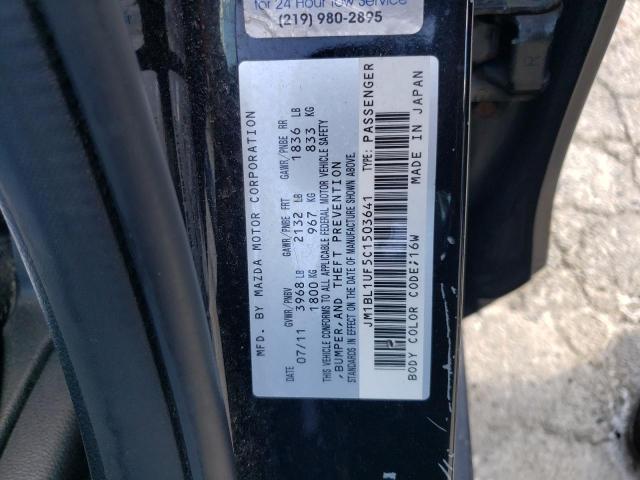 for 24 Hour Tow Service
(219) 980-2895
MFD. BY MAZDA MOTOR CORPORATION
GVWR/PNBV GAWR/PNBE FRT GAWR/PNBE RR
DATE 07/11 3968 LB 2132 LB 1836 LB
1800 KG 967 KG 833 KG
THIS VEHICLE CONFORMS TO ALL APPLICABLE FEDERAL MOTOR VEHICLE SAFETY
, BUMPER, AND THEFT PREVENTION
STANDARDS IN EFFECT ON THE DATE OF MANUFACTURE SHOWN ABOVE.
JM1BL1UF5C1503641 TYPE: PASSENGER
BODY COLOR CODE:16W MADE IN JAPAN